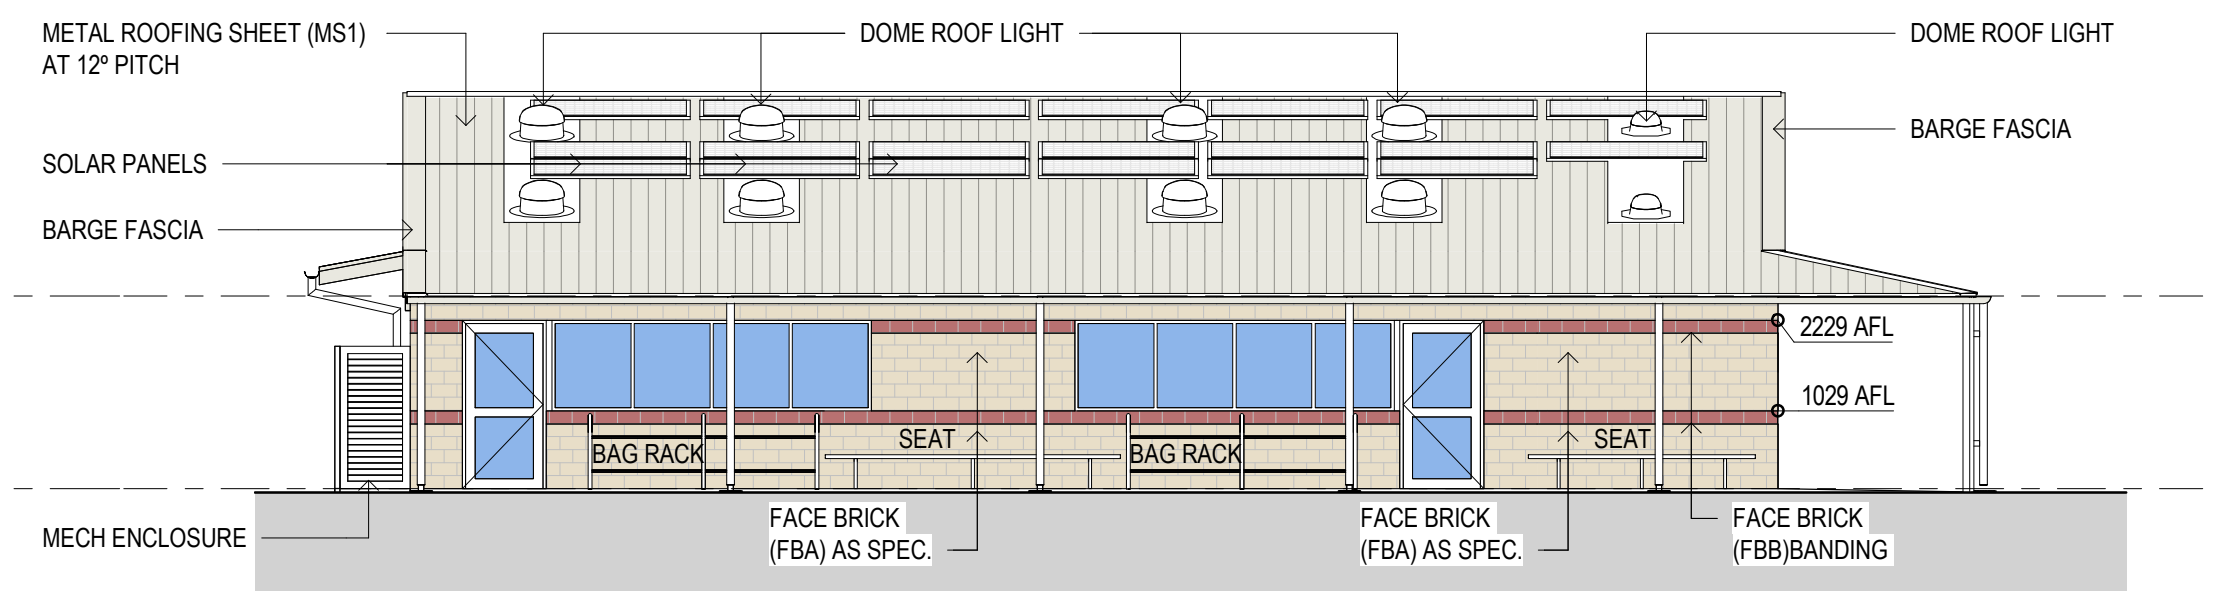 METAL ROOFING SHEET (MS1)
AT 12º PITCH
DOME ROOF LIGHT
DOME ROOF LIGHT
BARGE FASCIA
SOLAR PANELS
BARGE FASCIA
2229 AFL
1029 AFL
SEAT
SEAT
BAG RACK
BAG RACK
MECH ENCLOSURE
FACE BRICK
(FBA) AS SPEC.
FACE BRICK
(FBA) AS SPEC.
FACE BRICK
(FBB)BANDING